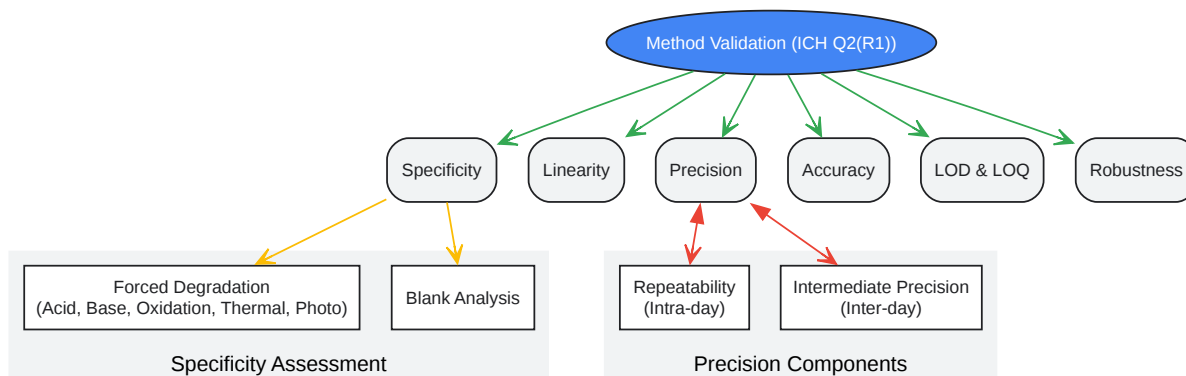 Method Validation (ICH Q2(R1))
Specificity
Linearity
Precision
Accuracy
LOD & LOQ
Robustness
Forced Degradation
(Acid, Base, Oxidation, Thermal, Photo)
Blank Analysis
Repeatability
(Intra-day)
Intermediate Precision
(Inter-day)
Specificity Assessment
Precision Components